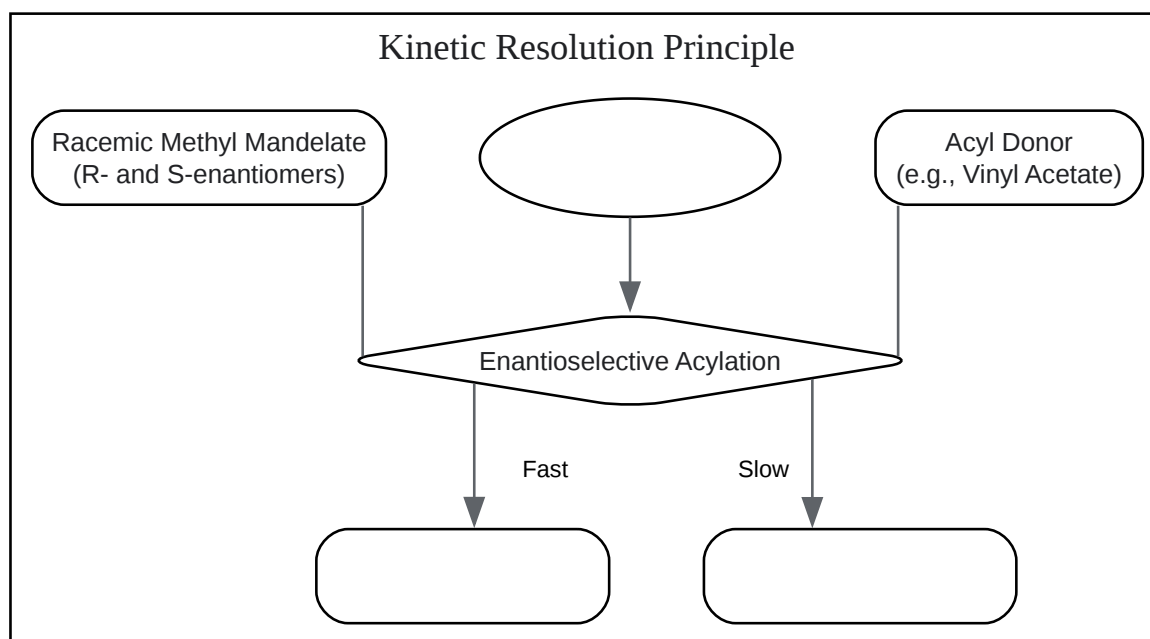 Kinetic Resolution Principle
Racemic Methyl Mandelate
(R- and S-enantiomers)
Acyl Donor
(e.g., Vinyl Acetate)
Enantioselective Acylation
Fast
Slow